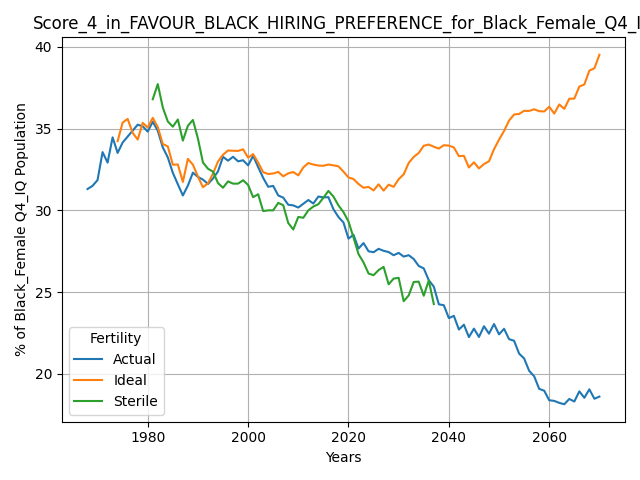 Score_4_in_FAVOUR_BLACK_HIRING_PREFERENCE_for_Black_Female_Q4_I
40
35
30
25
20
% of Black_Female Q4_IQ Population
Fertility
Actual
Ideal
Sterile
1980 2000 2020 2040 2060
Years